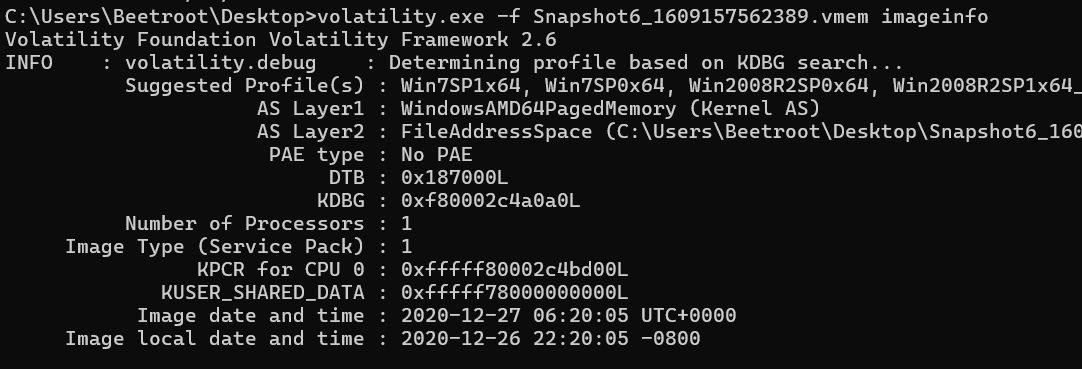 C:\Users\Beetroot\Desktop>volatility.exe -f Snapshot6_1609157562389.vmem imageinfo
Volatility Foundation Volatility Framework 2.6
INFO    : volatility.debug    : Determining profile based on KDBG search...
Suggested Profile(s) : Win7SP1x64, Win7SP0x64, Win2008R2SP0x64, Win2008R2SP1x64_
AS Layer1 : WindowsAMD64PagedMemory (Kernel AS)
AS Layer2 : FileAddressSpace (C:\Users\Beetroot\Desktop\Snapshot6_160
PAE type : No PAE
DTB : 0x187000L
KDBG : 0xf80002c4a0a0L
Number of Processors : 1
Image Type (Service Pack) : 1
KPCR for CPU 0 : 0xfffff80002c4bd00L
KUSER_SHARED_DATA : 0xfffff78000000000L
Image date and time : 2020-12-27 06:20:05 UTC+0000
Image local date and time : 2020-12-26 22:20:05 -0800